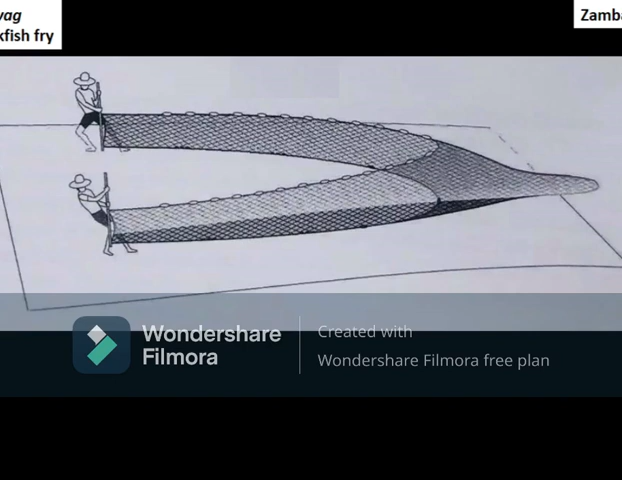 vag
kfish fry
Zamba
Wondershare
Filmora
Created with
Wondershare Filmora free plan